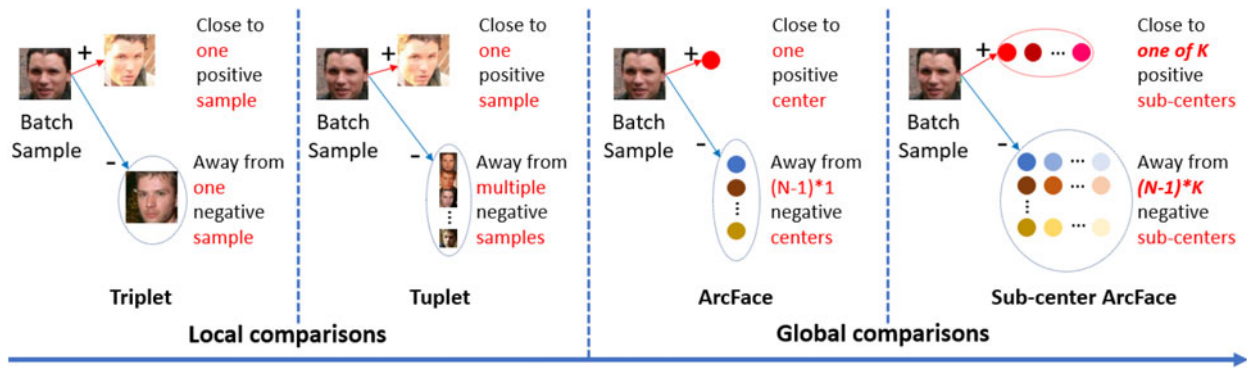 +
Close to
one
positive
sample
Batch
Sample
-
Away from
one
negative
sample
Triplet
+
Close to
one
positive
sample
Batch
Sample
-
Away from
multiple
negative
samples
Tuplet
Local comparisons
+
Close to
one
positive
center
Batch
Sample
-
Away from
(N-1)*1
negative
centers
ArcFace
+
...
Close to
one of K
positive
sub-centers
Batch
Sample
-
...
...
...
Away from
(N-1)*K
negative
sub-centers
Sub-center ArcFace
Global comparisons